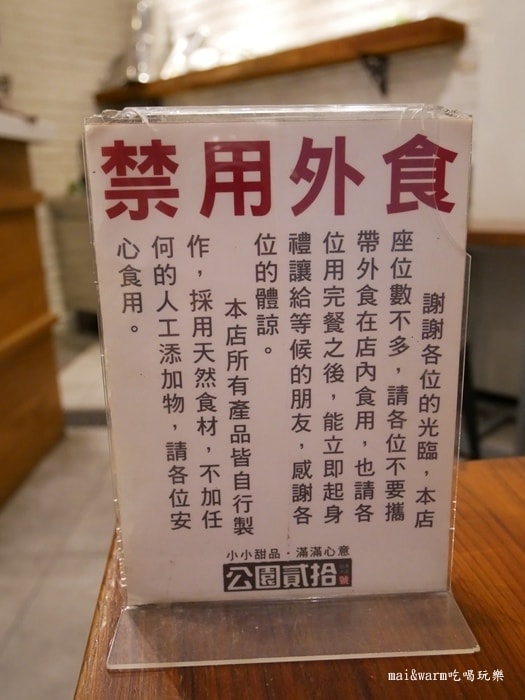 禁用外食
謝謝各位的光臨，本店
座位數不多，請各位不要攜
帶外食在店內食用，也請各
位用完餐之後，能立即起身
禮讓給等候的朋友，感謝各
位的體諒。
本店所有產品皆自行製
作，採用天然食材，不加任
何的人工添加物，請各位安
心食用。
小小甜品・滿滿心意
公園貳拾號
mai&warm吃喝玩樂